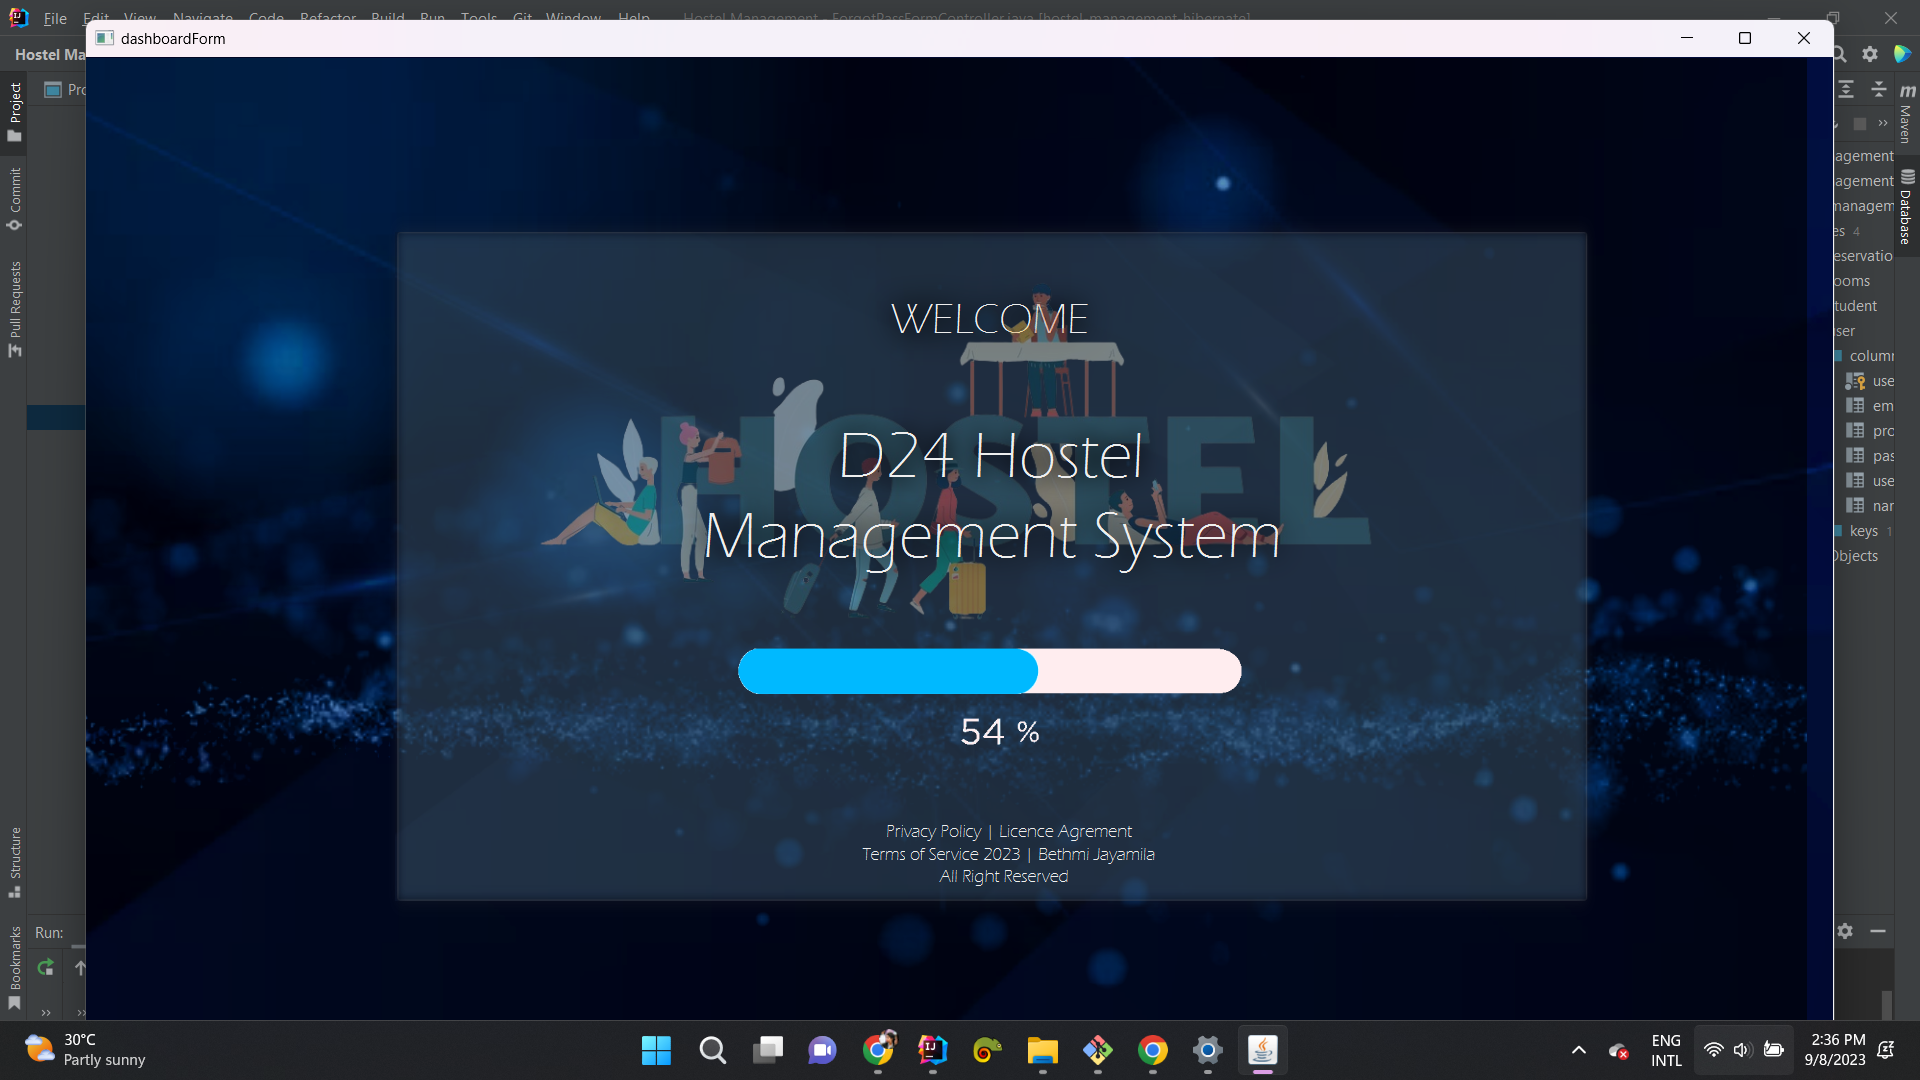 File Edit View Navigate Code Refactor Build Run Tools Git Window Help Hostel Management - ForgotPassFormController.java [hostel-management-hibernate]
dashboardForm
Hostel Ma
Project
Pro
Commit
Pull Requests
Structure
Bookmarks
Maven
Database
agement
agement
managem
es 4
eservatio
ooms
tudent
ser
colum
use
em
pro
pas
use
nar
keys 1
Objects
HOSTEL
WELCOME
D24 Hostel
Management System
54 %
Privacy Policy | Licence Agrement
Terms of Service 2023 | Bethmi Jayamila
All Right Reserved
Run:
30°C
Partly sunny
ENG
INTL
2:36 PM
9/8/2023